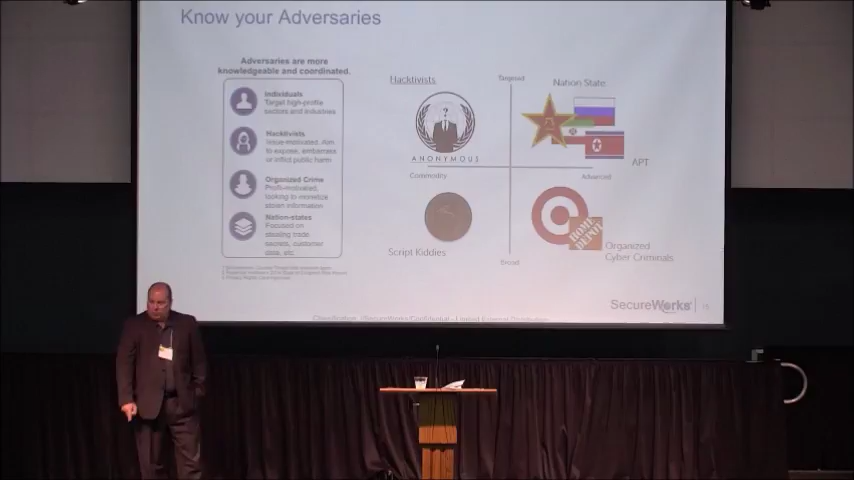 Know your Adversaries
Adversaries are more
knowledgeable and coordinated.
Individuals
Target high-profile
sectors and industries
Hacktivists
Issue-motivated. Aim
to expose, embarrass
or inflict public harm
Organized Crime
Profit-motivated,
looking to monetize
stolen information
Nation-states
Focused on
stealing trade
secrets, customer
data, etc.
Hacktivists
Targeted
Nation State
ANONYMOUS
APT
Commodity
Advanced
Script Kiddies
HOME
DEPOT
Organized
Cyber Criminals
Broad
SecureWorks